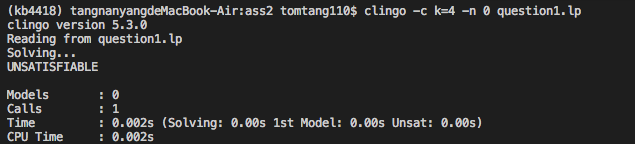 (kb4418) tangnanyangdeMacBook-Air:ass2 tomtang110$ clingo -c k=4 -n 0 question1.lp
clingo version 5.3.0
Reading from question1.lp
Solving...
UNSATISFIABLE

Models       : 0
Calls        : 1
Time         : 0.002s (Solving: 0.00s 1st Model: 0.00s Unsat: 0.00s)
CPU Time     : 0.002s